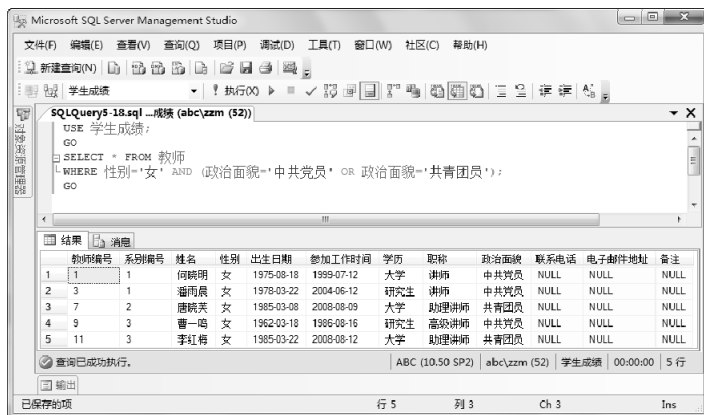 Microsoft SQL Server Management Studio
文件(F) 编辑(E) 查看(V) 查询(Q) 项目(P) 调试(D) 工具(T) 窗口(W) 社区(C) 帮助(H)
新建查询(N)
学生成绩 执行(X)
SQLQuery5-18.sql ...成绩 (abc\zzm (52))
对象资源管理器
USE 学生成绩;
GO
SELECT * FROM 教师
WHERE 性别='女' AND (政治面貌='中共党员' OR 政治面貌='共青团员');
GO
结果 消息
教师编号 系别编号 姓名 性别 出生日期 参加工作时间 学历 职称 政治面貌 联系电话 电子邮件地址 备注
1 1 1 何晓明 女 1975-08-18 1999-07-12 大学 讲师 中共党员 NULL NULL NULL
2 3 1 潘雨晨 女 1978-03-22 2004-06-12 研究生 讲师 中共党员 NULL NULL NULL
3 7 2 唐晓芙 女 1985-03-08 2008-08-09 大学 助理讲师 共青团员 NULL NULL NULL
4 9 3 曹一鸣 女 1962-03-18 1986-08-16 研究生 高级讲师 中共党员 NULL NULL NULL
5 11 3 李红梅 女 1985-03-22 2008-08-12 大学 助理讲师 共青团员 NULL NULL NULL
查询已成功执行。 ABC (10.50 SP2) abc\zzm (52) 学生成绩 00:00:00 5 行
输出
已保存的项 行 5 列 3 Ch 3 Ins